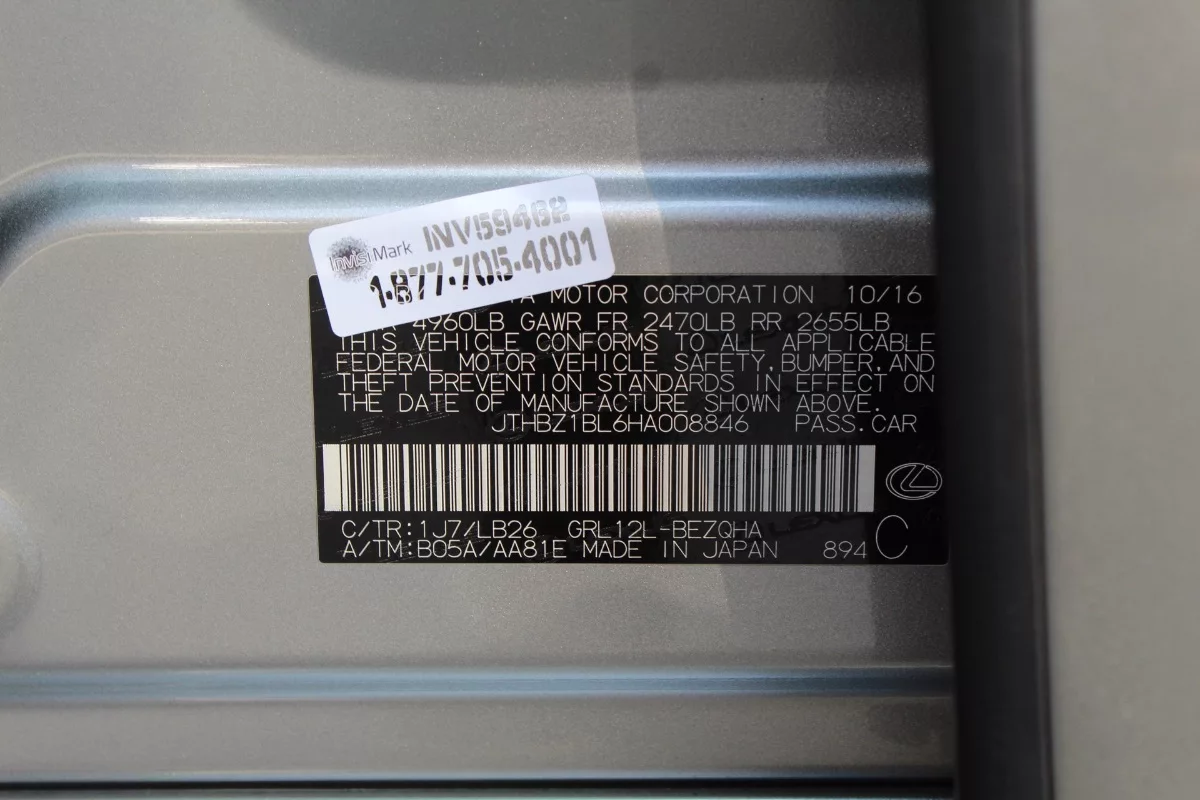 InvisiMark INV59462
1-877-705-4001
MOTOR CORPORATION 10/16
4960LB GAWR FR 2470LB RR 2655LB
THIS VEHICLE CONFORMS TO ALL APPLICABLE
FEDERAL MOTOR VEHICLE SAFETY, BUMPER, AND
THEFT PREVENTION STANDARDS IN EFFECT ON
THE DATE OF MANUFACTURE SHOWN ABOVE.
JTHBZ1BL6HA008846 PASS.CAR
C/TR:1J7/LB26 GRL12L-BEZQHA
A/TM:B05A/AA81E MADE IN JAPAN 894 C